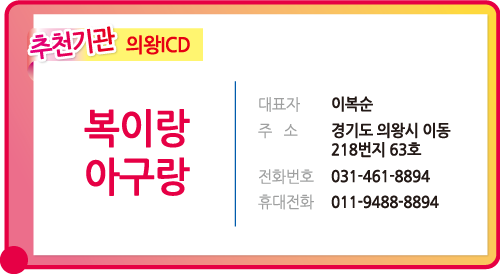 추천기관 의왕ICD
복이랑
아구랑
대표자 이복순
주 소 경기도 의왕시 이동
218번지 63호
전화번호 031-461-8894
휴대전화 011-9488-8894